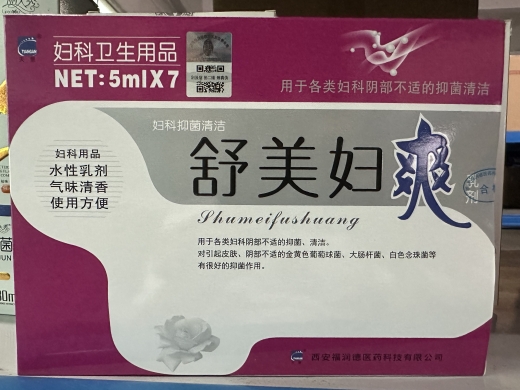 妇科卫生用品
NET:5mlX7
用于各类妇科阴部不适的抑菌清洁
妇科抑菌清洁
妇科用品
水性乳剂
气味清香
使用方便
舒美妇爽
乳剂
Shumeifushuang
用于各类妇科阴部不适的抑菌、清洁。
对引起皮肤、阴部不适的金黄色葡萄球菌、大肠杆菌、白色念珠菌等
有很好的抑菌作用。
西安福润德医药科技有限公司